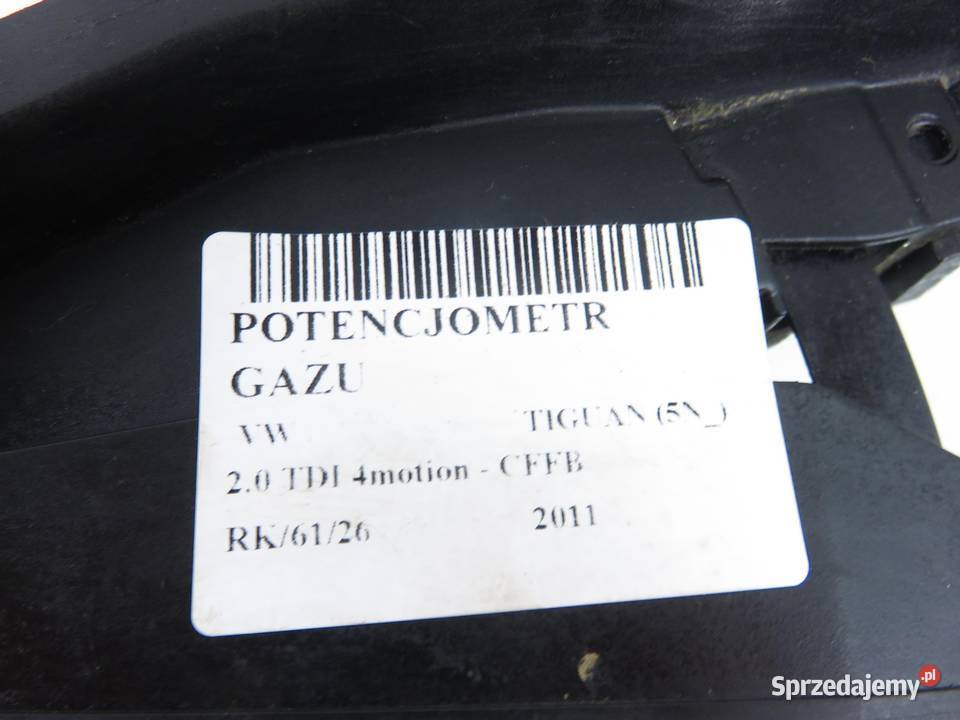 POTENCJOMETR
GAZU
VW TIGUAN (5N_)
2.0 TDI 4motion - CFFB
RK/61/26 2011
Sprzedajemy.pl